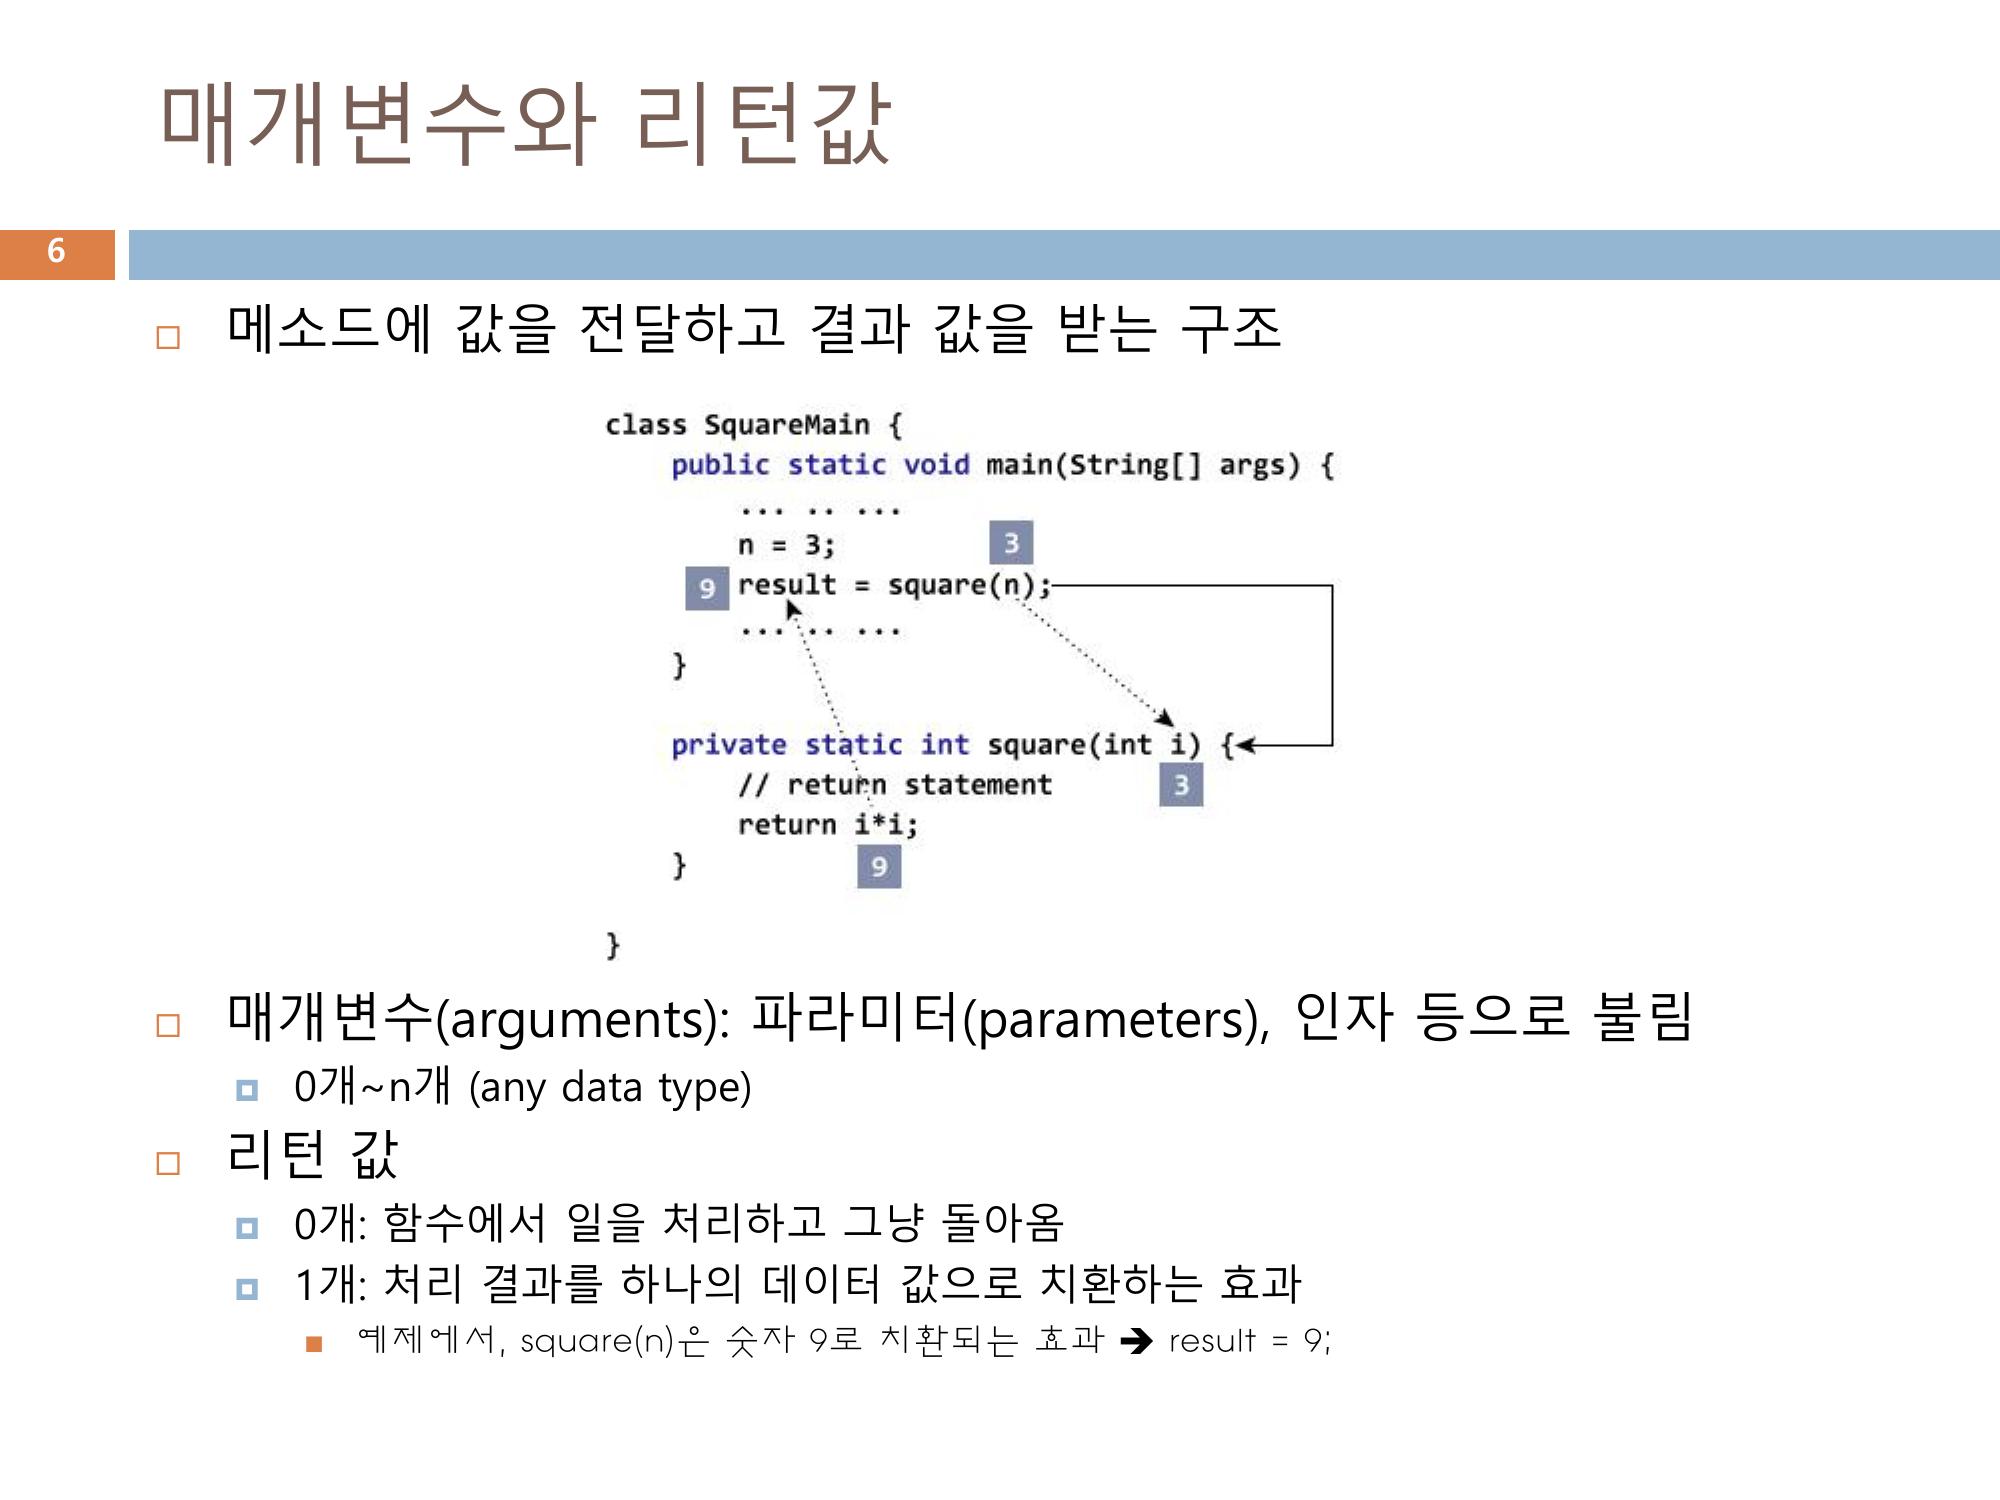 매개변수와 리턴값
6
메소드에 값을 전달하고 결과 값을 받는 구조
class SquareMain {
public static void main(String[] args) {
... .. ...
n = 3;
3
9
result = square(n);
... .. ...
}
private static int square(int i) {
// return statement
3
return i*i;
}
9
}
매개변수(arguments): 파라미터(parameters), 인자 등으로 불림
0개~n개 (any data type)
리턴 값
0개: 함수에서 일을 처리하고 그냥 돌아옴
1개: 처리 결과를 하나의 데이터 값으로 치환하는 효과
예제에서, square(n)은 숫자 9로 치환되는 효과 ➔ result = 9;